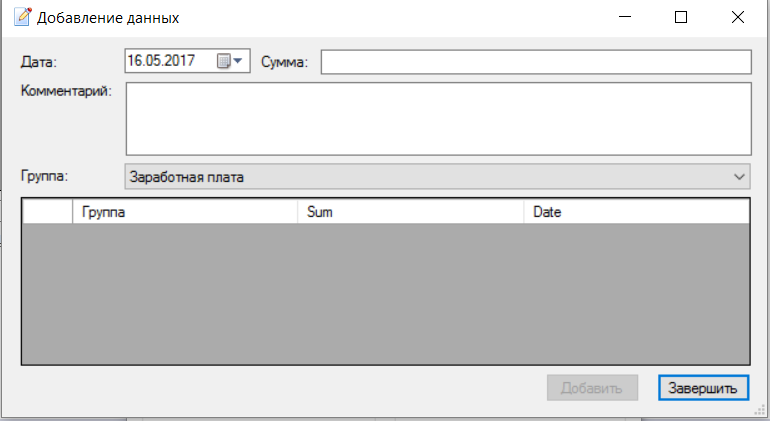 Добавление данных
Дата: 16.05.2017 Сумма:
Комментарий:
Группа: Заработная плата
Группа Sum Date
Добавить Завершить